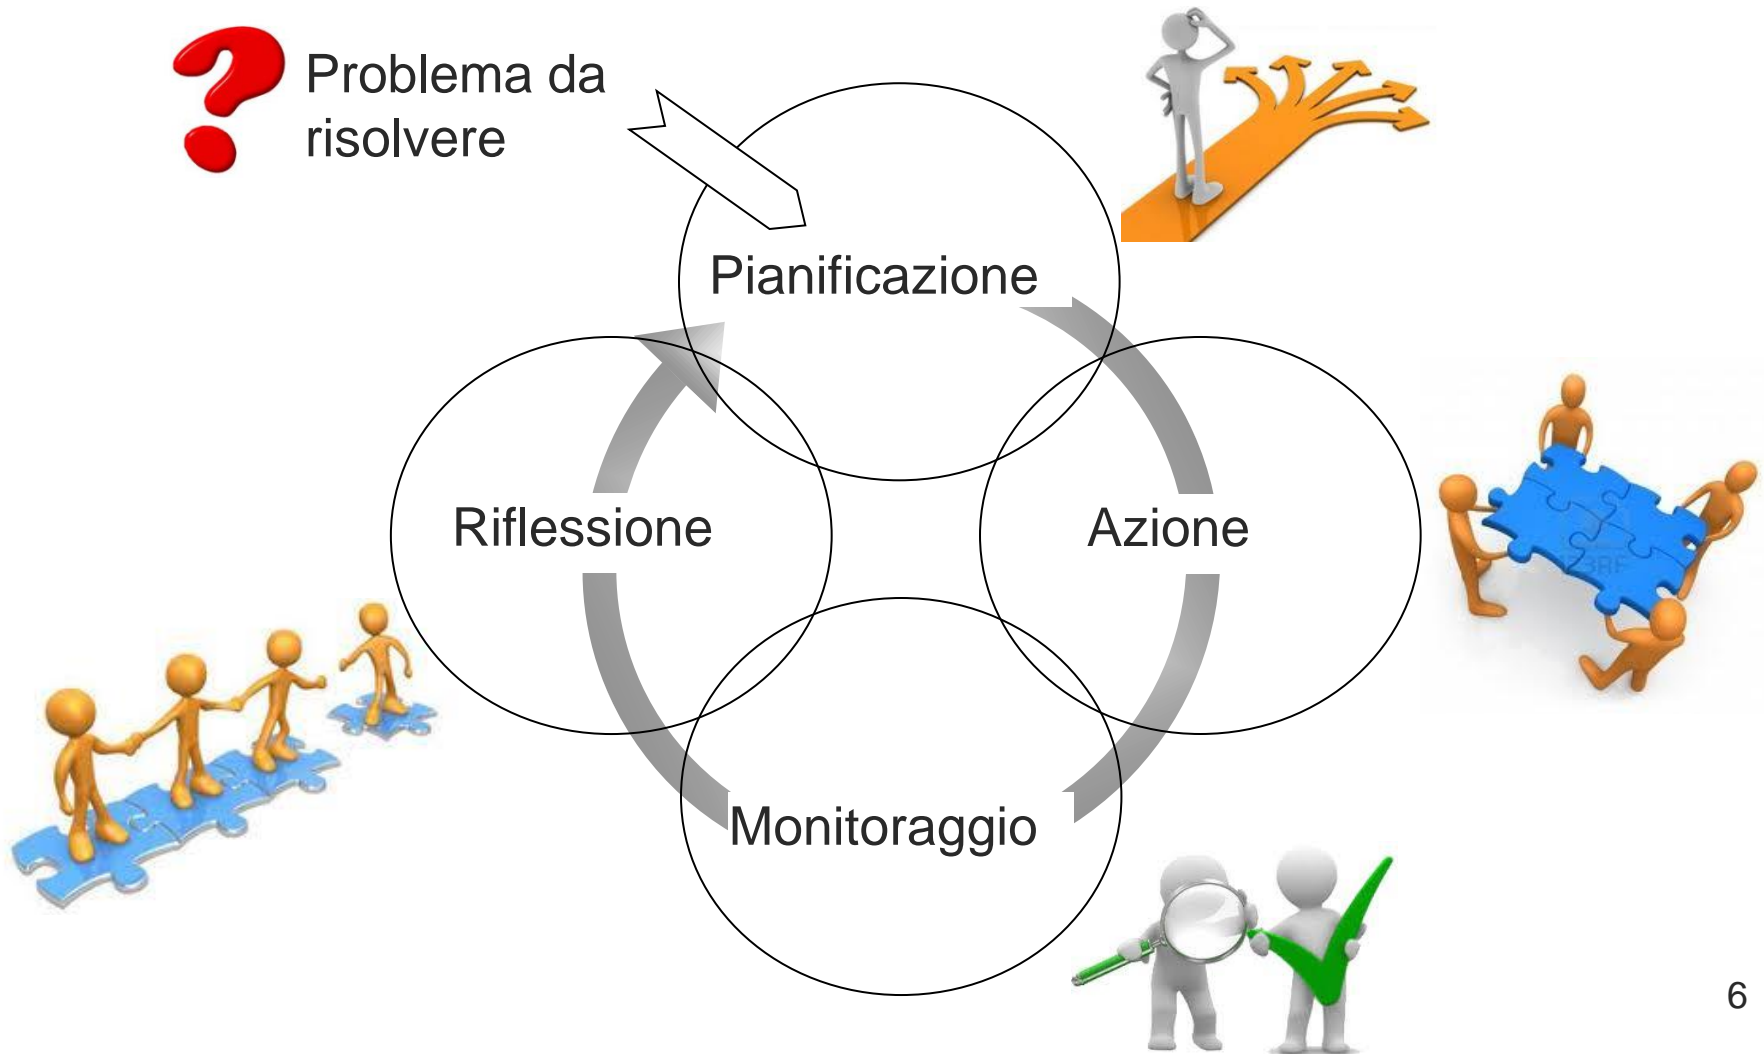 Problema da
risolvere
Pianificazione
Riflessione
Azione
Monitoraggio
6